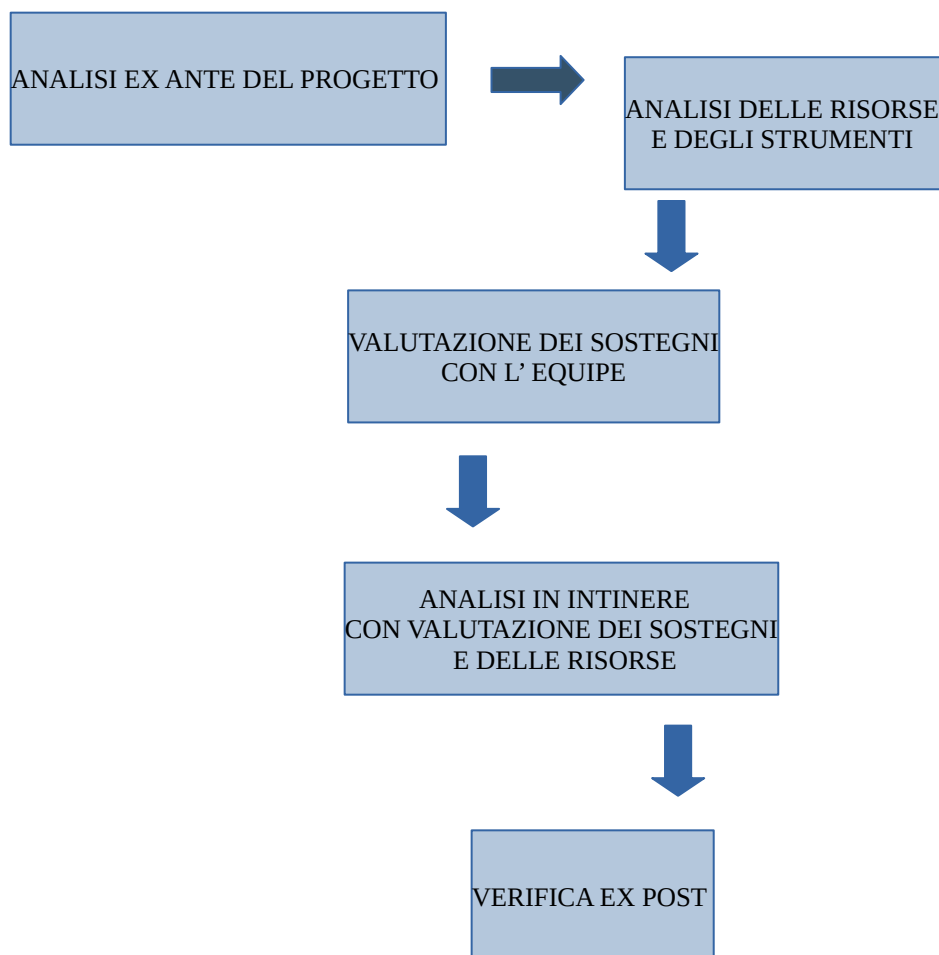 ANALISI EX ANTE DEL PROGETTO
ANALISI DELLE RISORSE
E DEGLI STRUMENTI
VALUTAZIONE DEI SOSTEGNI
CON L’ EQUIPE
ANALISI IN INTINERE
CON VALUTAZIONE DEI SOSTEGNI
E DELLE RISORSE
VERIFICA EX POST